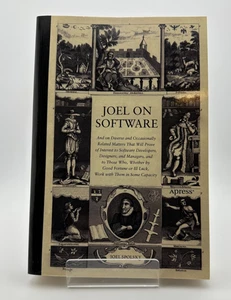 JOEL ON
SOFTWARE
And on Diverse and Occasionally
Related Matters That Will Prove
of Interest to Software Developers,
Designers, and Managers, and
to Those Who, Whether by
Good Fortune or Ill Luck,
Work with Them in Some Capacity
Apress®
JOEL SPOLSKY